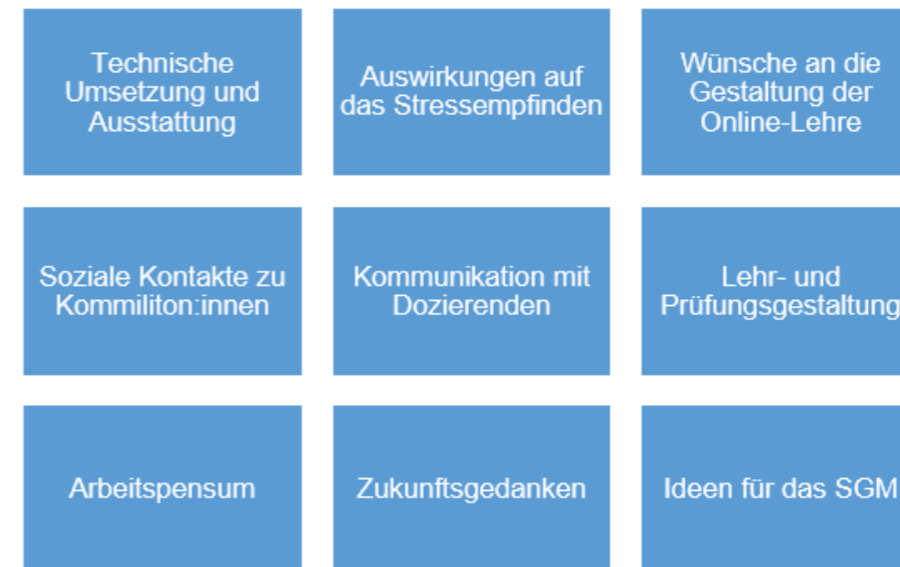 Technische
Umsetzung und
Ausstattung
Auswirkungen auf
das Stressempfinden
Wünsche an die
Gestaltung der
Online-Lehre
Soziale Kontakte zu
Kommiliton:innen
Kommunikation mit
Dozierenden
Lehr- und
Prüfungsgestaltung
Arbeitspensum
Zukunftsgedanken
Ideen für das SGM